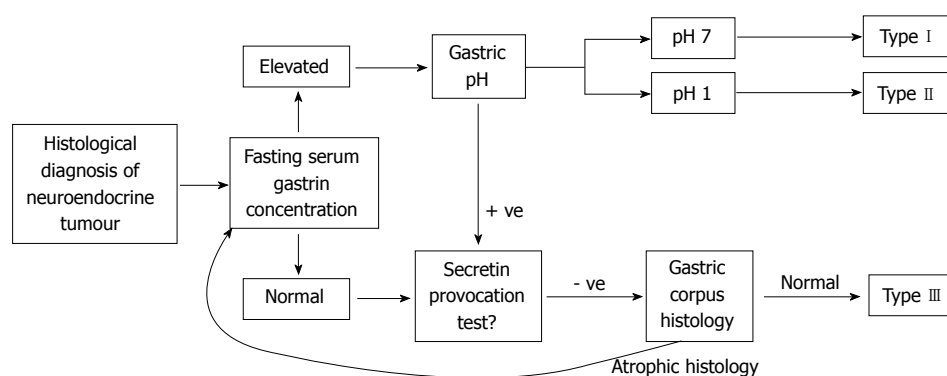 Elevated
Gastric
pH
pH 7
Type Ⅰ
pH 1
Type Ⅱ
Histological
diagnosis of
neuroendocrine
tumour
Fasting serum
gastrin
concentration
+ ve
Normal
Secretin
provocation
test?
- ve
Gastric
corpus
histology
Normal
Type Ⅲ
Atrophic histology